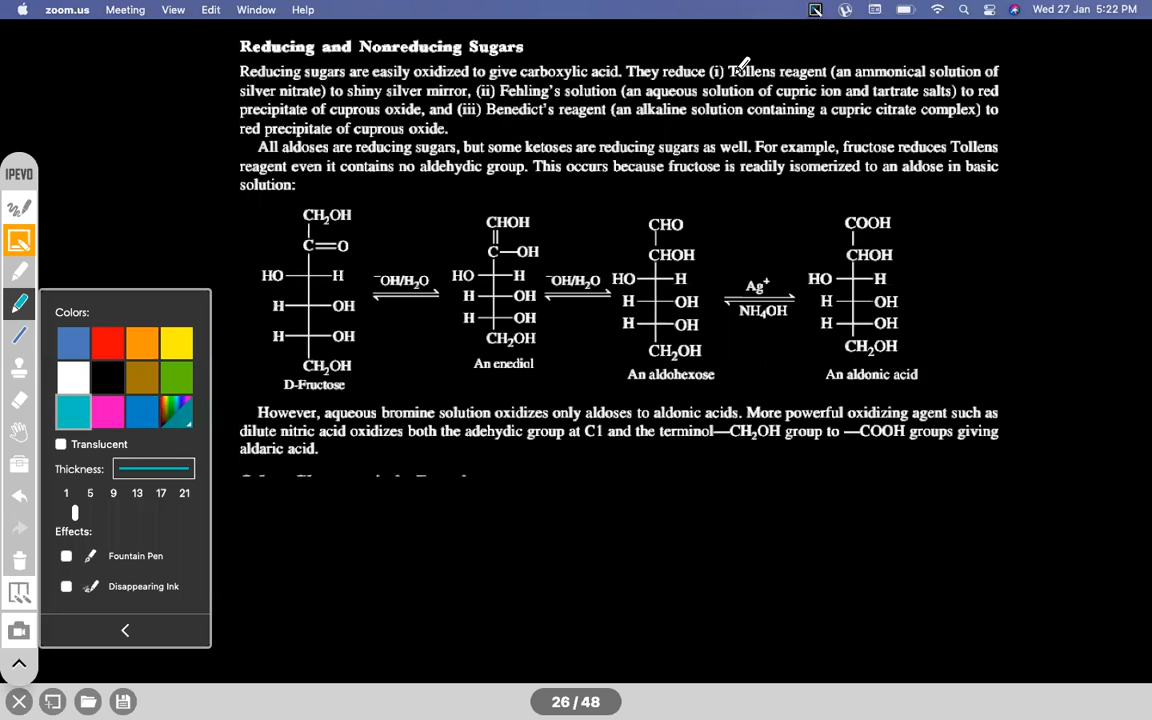 zoom.us Meeting View Edit Window Help Wed 27 Jan 5:22 PM
Reducing and Nonreducing Sugars
Reducing sugars are easily oxidized to give carboxylic acid. They reduce (i) Tollens reagent (an ammonical solution of
silver nitrate) to shiny silver mirror, (ii) Fehling's solution (an aqueous solution of cupric ion and tartrate salts) to red
precipitate of cuprous oxide, and (iii) Benedict's reagent (an alkaline solution containing a cupric citrate complex) to
red precipitate of cuprous oxide.
All aldoses are reducing sugars, but some ketoses are reducing sugars as well. For example, fructose reduces Tollens
reagent even it contains no aldehydic group. This occurs because fructose is readily isomerized to an aldose in basic
solution:
CH₂OH
C=O
HO H
H OH
H OH
CH₂OH
D-Fructose
⁻OH/H₂O
CHOH
C—OH
HO H
H OH
H OH
CH₂OH
An enediol
⁻OH/H₂O
CHO
CHOH
HO H
H OH
H OH
CH₂OH
An aldohexose
Ag⁺
NH₄OH
COOH
CHOH
HO H
H OH
H OH
CH₂OH
An aldonic acid
However, aqueous bromine solution oxidizes only aldoses to aldonic acids. More powerful oxidizing agent such as
dilute nitric acid oxidizes both the adehydic group at C1 and the terminol—CH₂OH group to —COOH groups giving
aldaric acid.
IPEVO
Colors:
Translucent
Thickness:
1 5 9 13 17 21
Effects:
Fountain Pen
Disappearing Ink
26 / 48